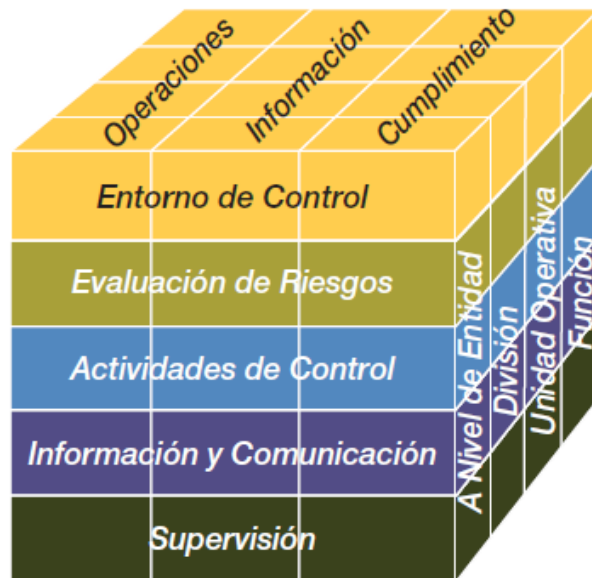 Operaciones
Información
Cumplimiento
Entorno de Control
Evaluación de Riesgos
Actividades de Control
Información y Comunicación
Supervisión
A Nivel de Entidad
División
Unidad Operativa
Función